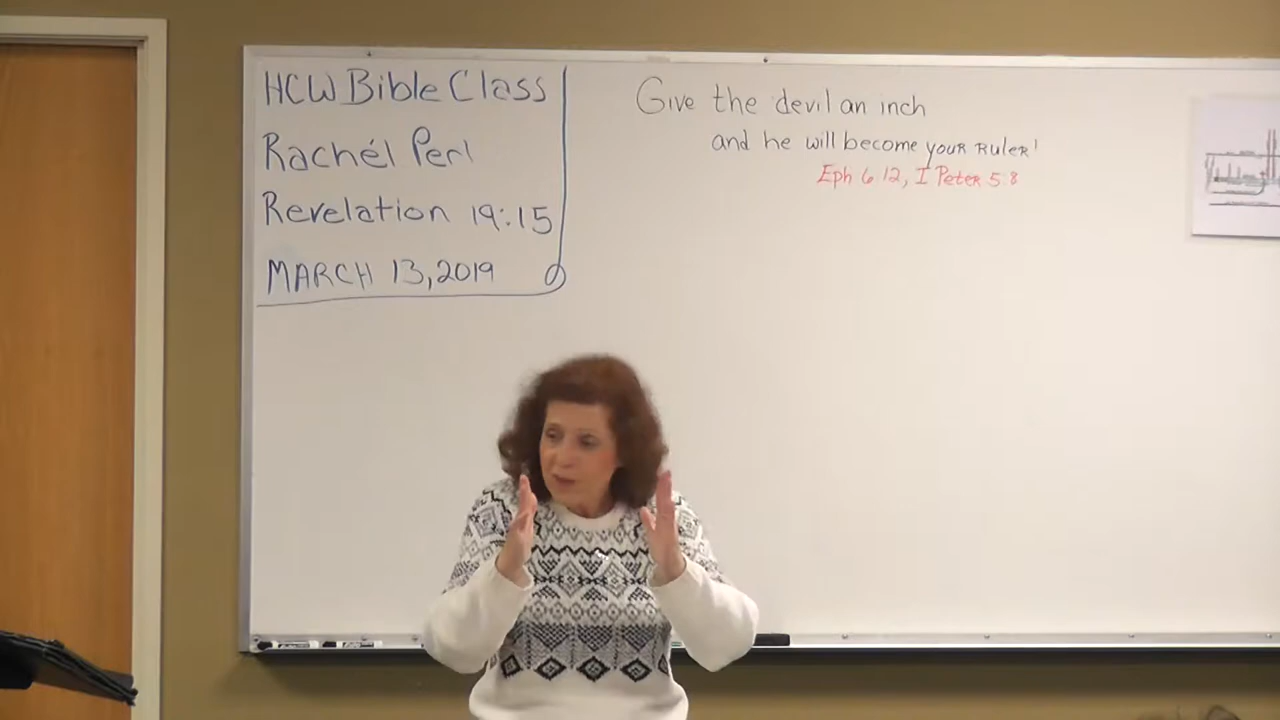 HCW Bible Class
Rachél Perl
Revelation 19:15
MARCH 13, 2019
Give the devil an inch
and he will become your Ruler!
Eph 6:12, I Peter 5:8